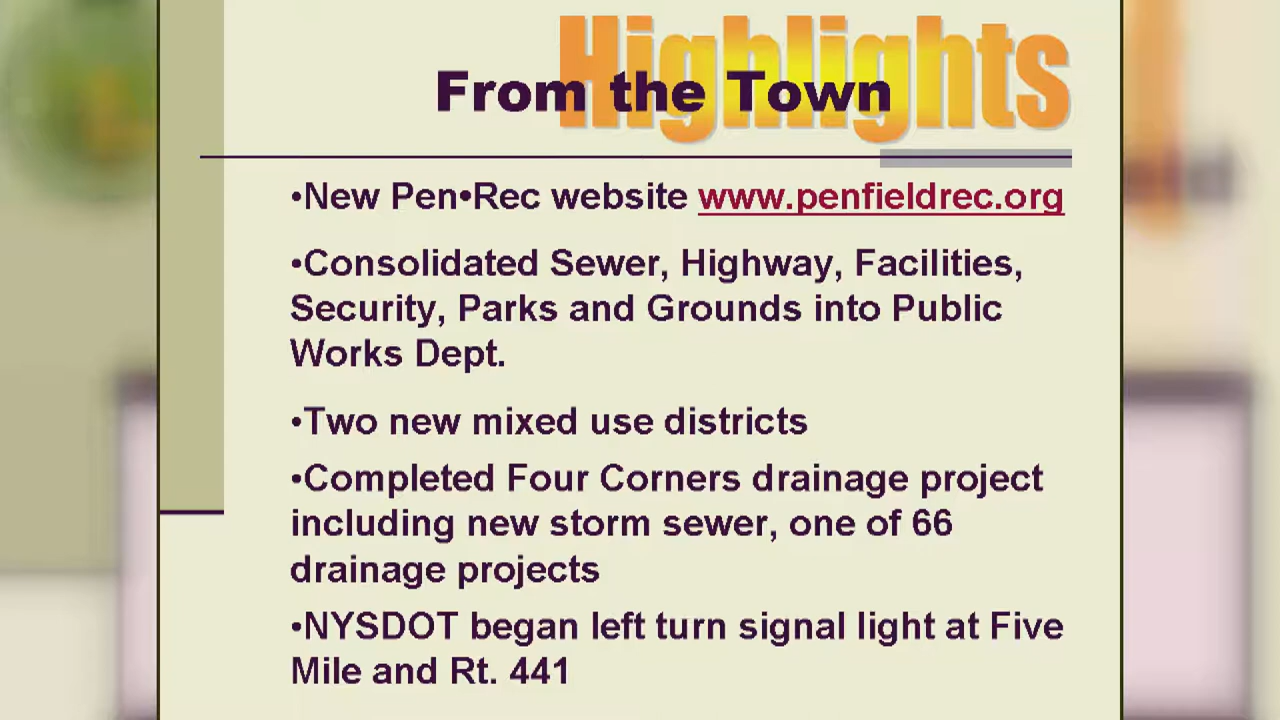 Highlights
From the Town
•New Pen•Rec website www.penfieldrec.org
•Consolidated Sewer, Highway, Facilities,
Security, Parks and Grounds into Public
Works Dept.
•Two new mixed use districts
•Completed Four Corners drainage project
including new storm sewer, one of 66
drainage projects
•NYSDOT began left turn signal light at Five
Mile and Rt. 441